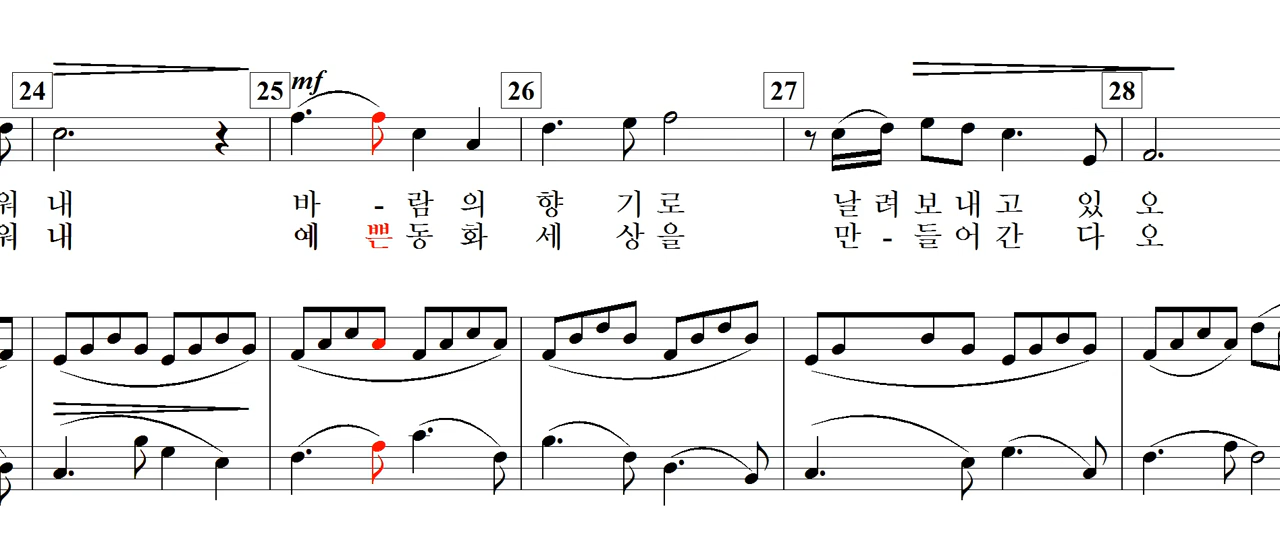 24 25 26 27 28
mf
워 내 바 - 람 의 향 기 로 날 려 보 내 고 있 오
워 내 예 쁜 동 화 세 상 을 만 - 들 어 간 다 오